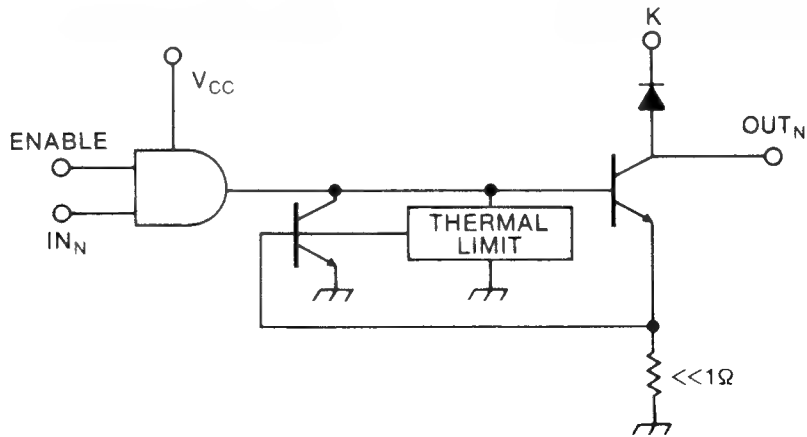 K
V_CC
ENABLE
OUT_N
THERMAL
LIMIT
IN_N
<<1Ω